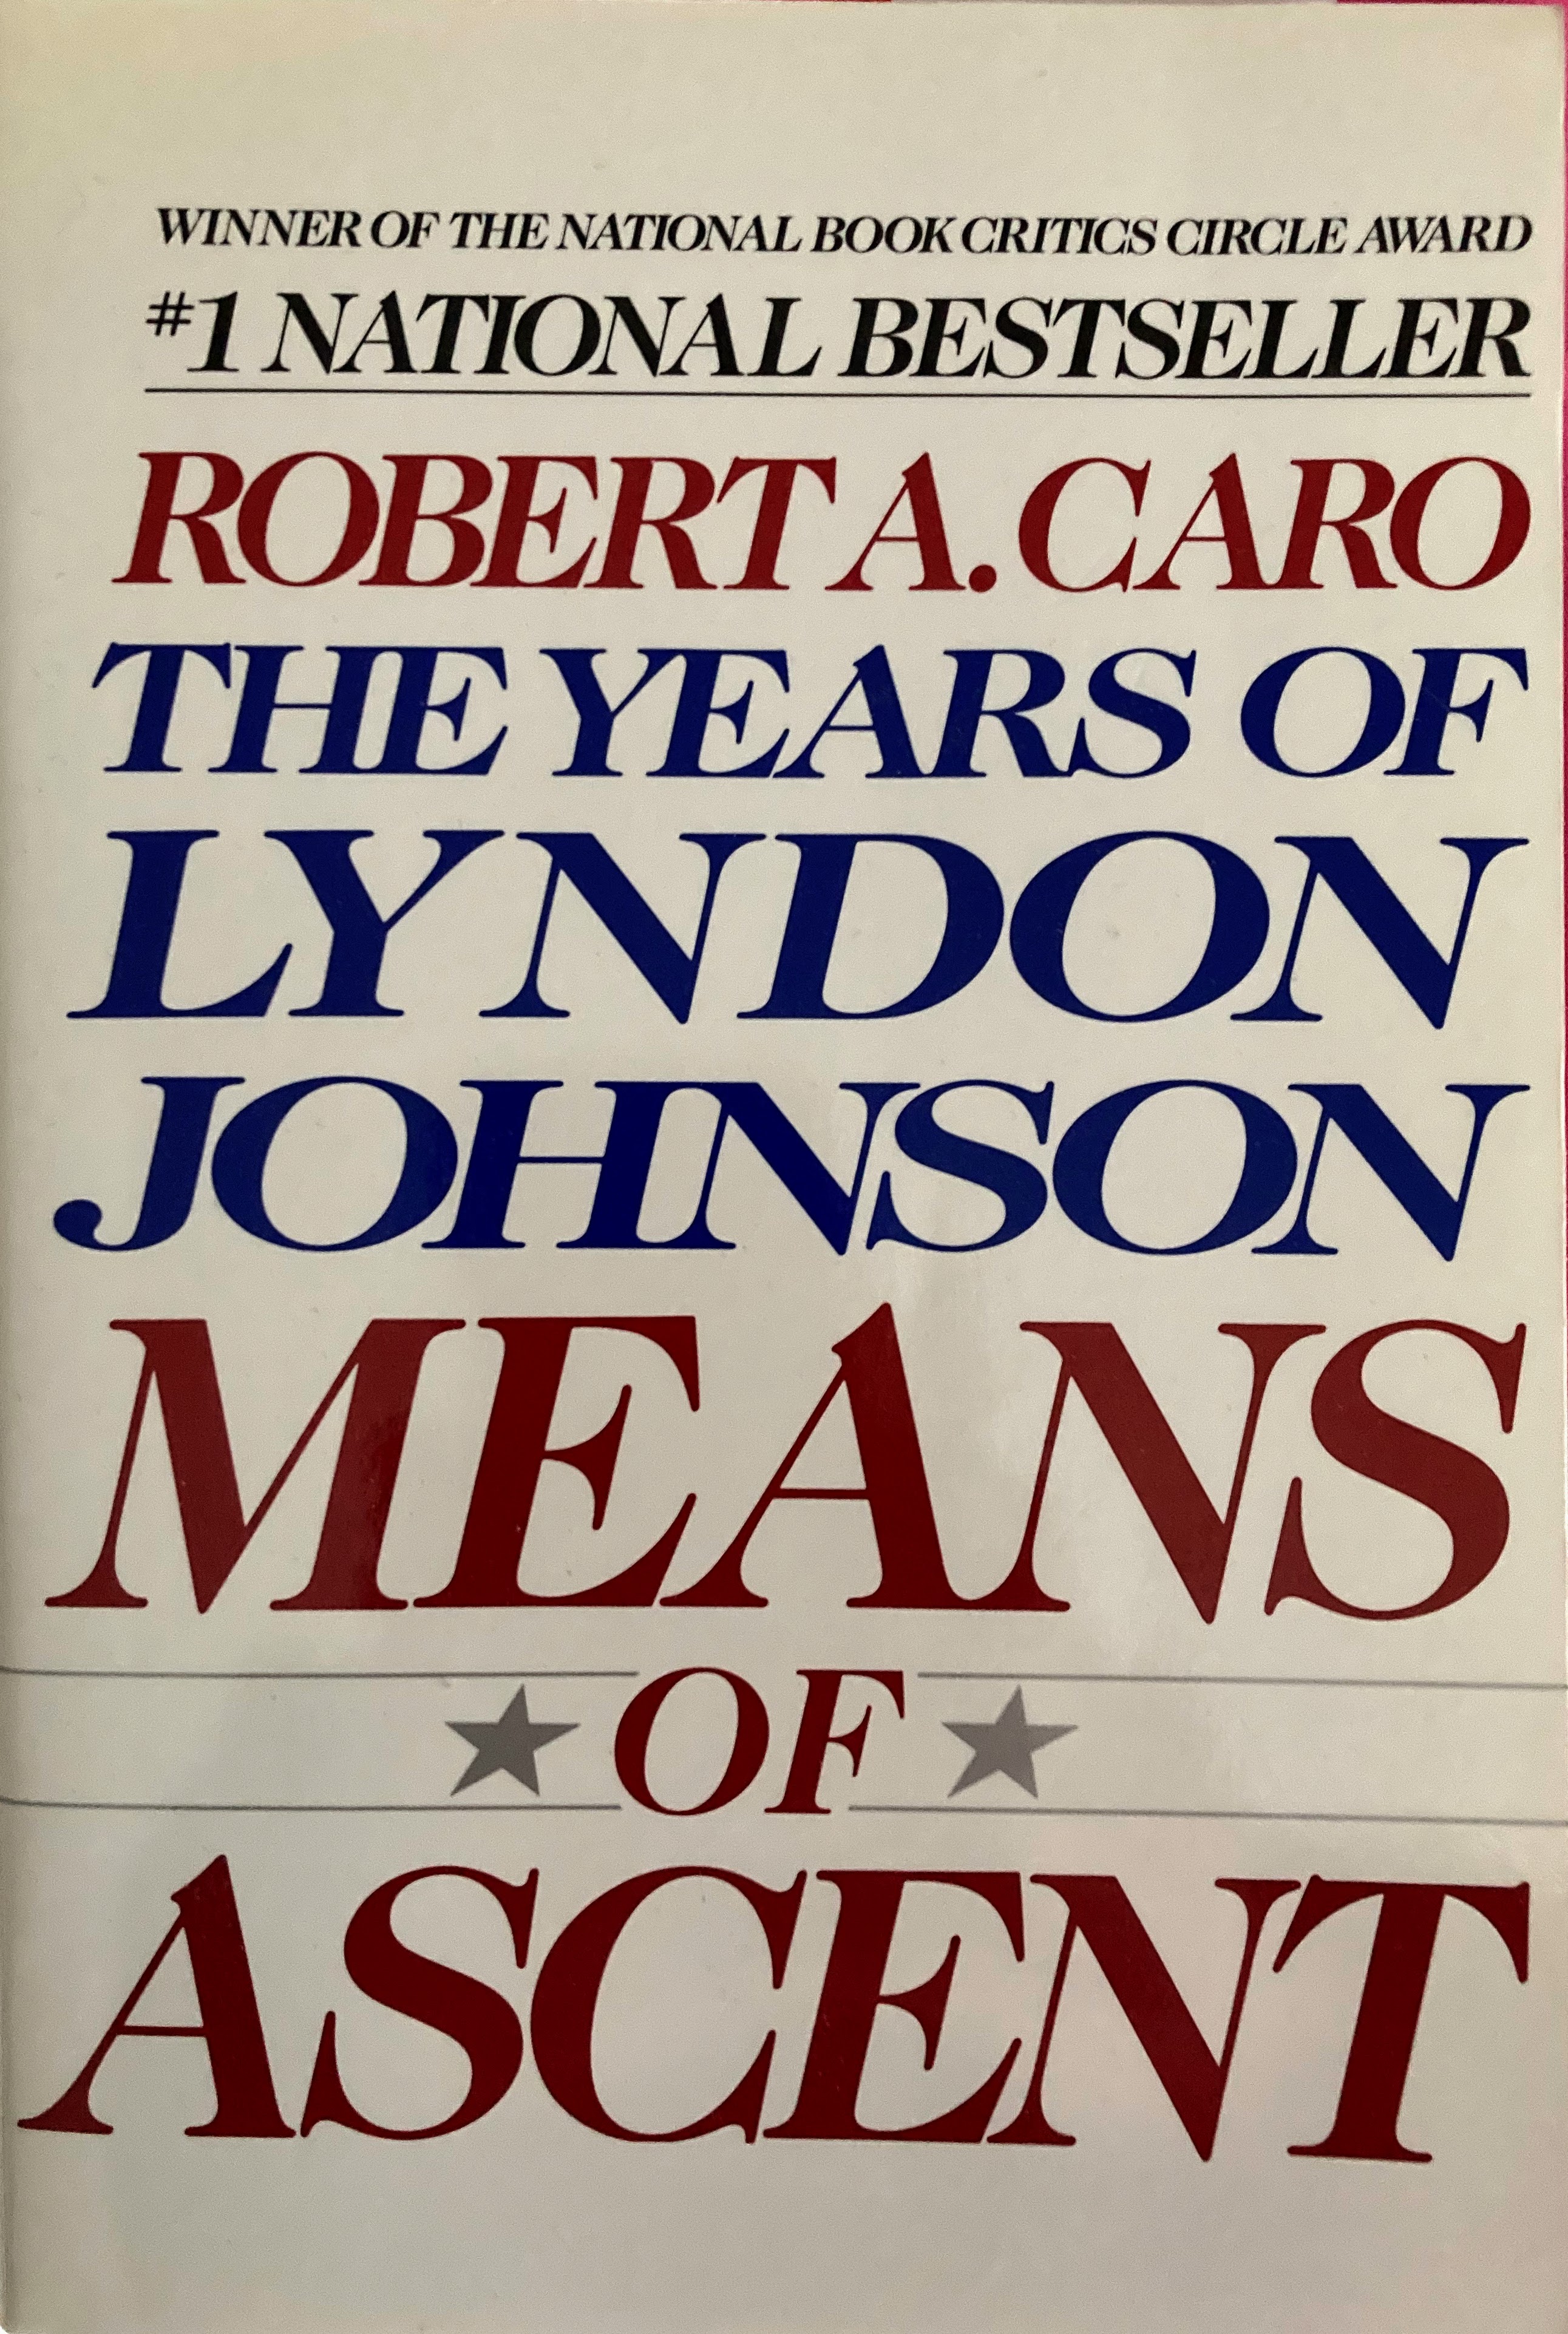 WINNER OF THE NATIONAL BOOK CRITICS CIRCLE AWARD
#1 NATIONAL BESTSELLER
ROBERT A. CARO
THE YEARS OF
LYNDON
JOHNSON
MEANS
OF
ASCENT